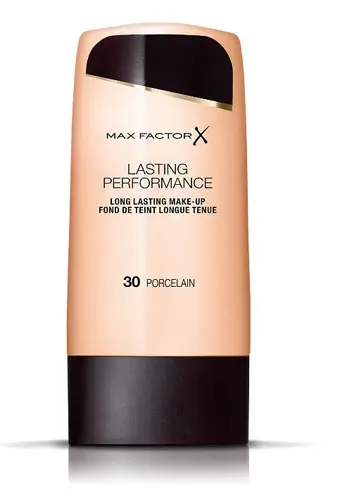 MAX FACTOR X
LASTING
PERFORMANCE
LONG LASTING MAKE-UP
FOND DE TEINT LONGUE TENUE
30 PORCELAIN